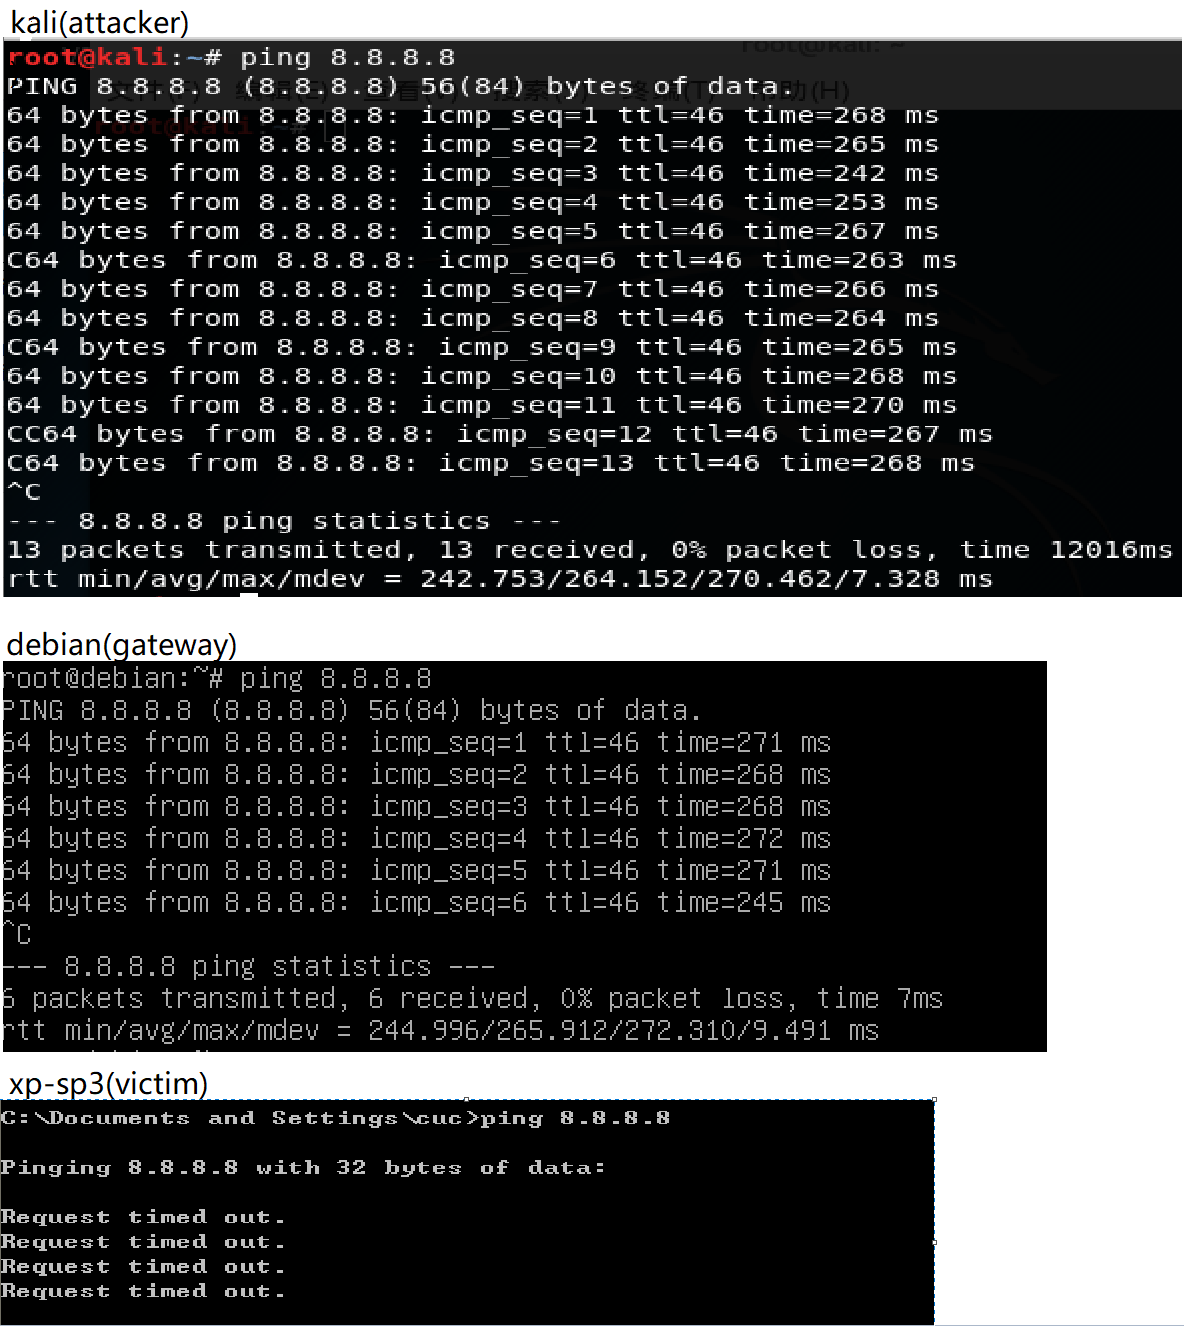 kali(attacker)
root@kali: ~
root@kali:~# ping 8.8.8.8
PING 8.8.8.8 (8.8.8.8) 56(84) bytes of data.
文件(F) 编辑(E) 查看(V) 搜索(S) 终端(T) 帮助(H)
64 bytes from 8.8.8.8: icmp_seq=1 ttl=46 time=268 ms
root@kali:~#
64 bytes from 8.8.8.8: icmp_seq=2 ttl=46 time=265 ms
64 bytes from 8.8.8.8: icmp_seq=3 ttl=46 time=242 ms
64 bytes from 8.8.8.8: icmp_seq=4 ttl=46 time=253 ms
64 bytes from 8.8.8.8: icmp_seq=5 ttl=46 time=267 ms
C64 bytes from 8.8.8.8: icmp_seq=6 ttl=46 time=263 ms
64 bytes from 8.8.8.8: icmp_seq=7 ttl=46 time=266 ms
64 bytes from 8.8.8.8: icmp_seq=8 ttl=46 time=264 ms
C64 bytes from 8.8.8.8: icmp_seq=9 ttl=46 time=265 ms
64 bytes from 8.8.8.8: icmp_seq=10 ttl=46 time=268 ms
64 bytes from 8.8.8.8: icmp_seq=11 ttl=46 time=270 ms
CC64 bytes from 8.8.8.8: icmp_seq=12 ttl=46 time=267 ms
C64 bytes from 8.8.8.8: icmp_seq=13 ttl=46 time=268 ms
^C
--- 8.8.8.8 ping statistics ---
13 packets transmitted, 13 received, 0% packet loss, time 12016ms
rtt min/avg/max/mdev = 242.753/264.152/270.462/7.328 ms
debian(gateway)
root@debian:~# ping 8.8.8.8
PING 8.8.8.8 (8.8.8.8) 56(84) bytes of data.
64 bytes from 8.8.8.8: icmp_seq=1 ttl=46 time=271 ms
64 bytes from 8.8.8.8: icmp_seq=2 ttl=46 time=268 ms
64 bytes from 8.8.8.8: icmp_seq=3 ttl=46 time=268 ms
64 bytes from 8.8.8.8: icmp_seq=4 ttl=46 time=272 ms
64 bytes from 8.8.8.8: icmp_seq=5 ttl=46 time=271 ms
64 bytes from 8.8.8.8: icmp_seq=6 ttl=46 time=245 ms
^C
--- 8.8.8.8 ping statistics ---
6 packets transmitted, 6 received, 0% packet loss, time 7ms
rtt min/avg/max/mdev = 244.996/265.912/272.310/9.491 ms
xp-sp3(victim)
C:\Documents and Settings\cuc>ping 8.8.8.8
Pinging 8.8.8.8 with 32 bytes of data:
Request timed out.
Request timed out.
Request timed out.
Request timed out.